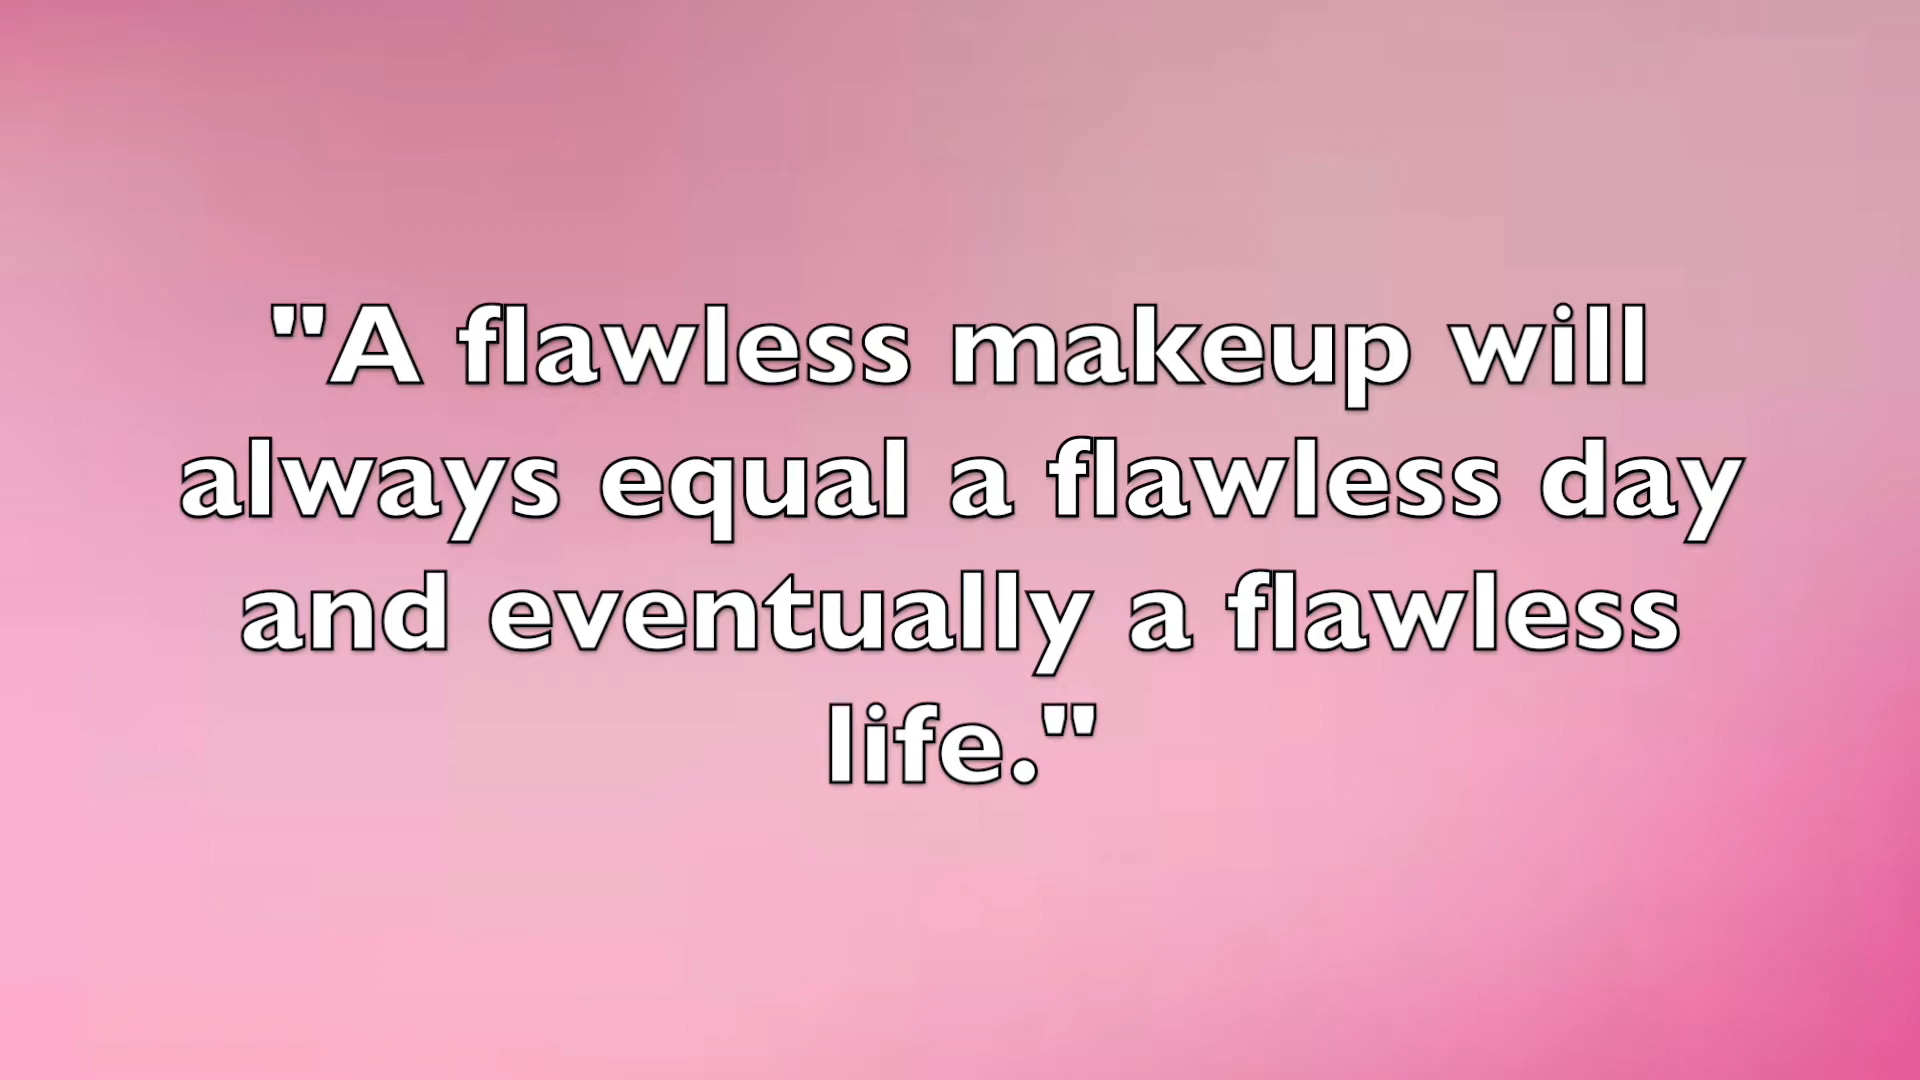 "A flawless makeup will
always equal a flawless day
and eventually a flawless
life."